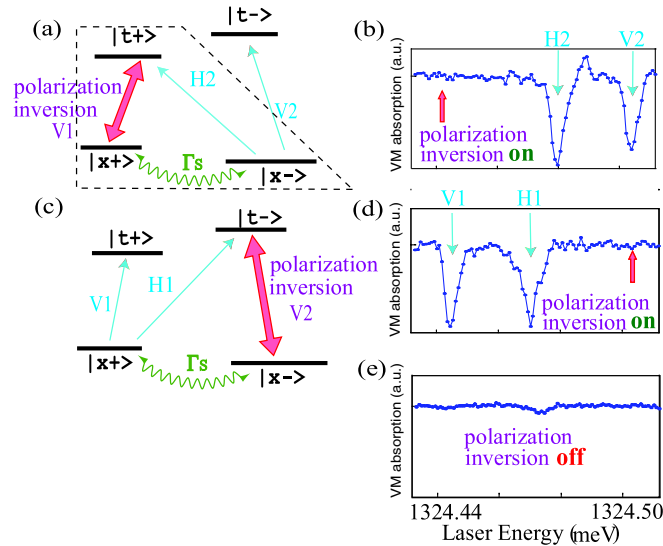 (a)
|t+>
|t->
polarization
inversion
V1
H2
V2
|x+>
Γs
|x->
(b)
VM absorption (a.u.)
H2
V2
polarization
inversion on
(c)
|t+>
|t->
V1
H1
polarization
inversion
V2
|x+>
Γs
|x->
(d)
VM absorption (a.u.)
V1
H1
polarization
inversion on
(e)
VM absorption (a.u.)
polarization
inversion off
1324.44
1324.50
Laser Energy (meV)